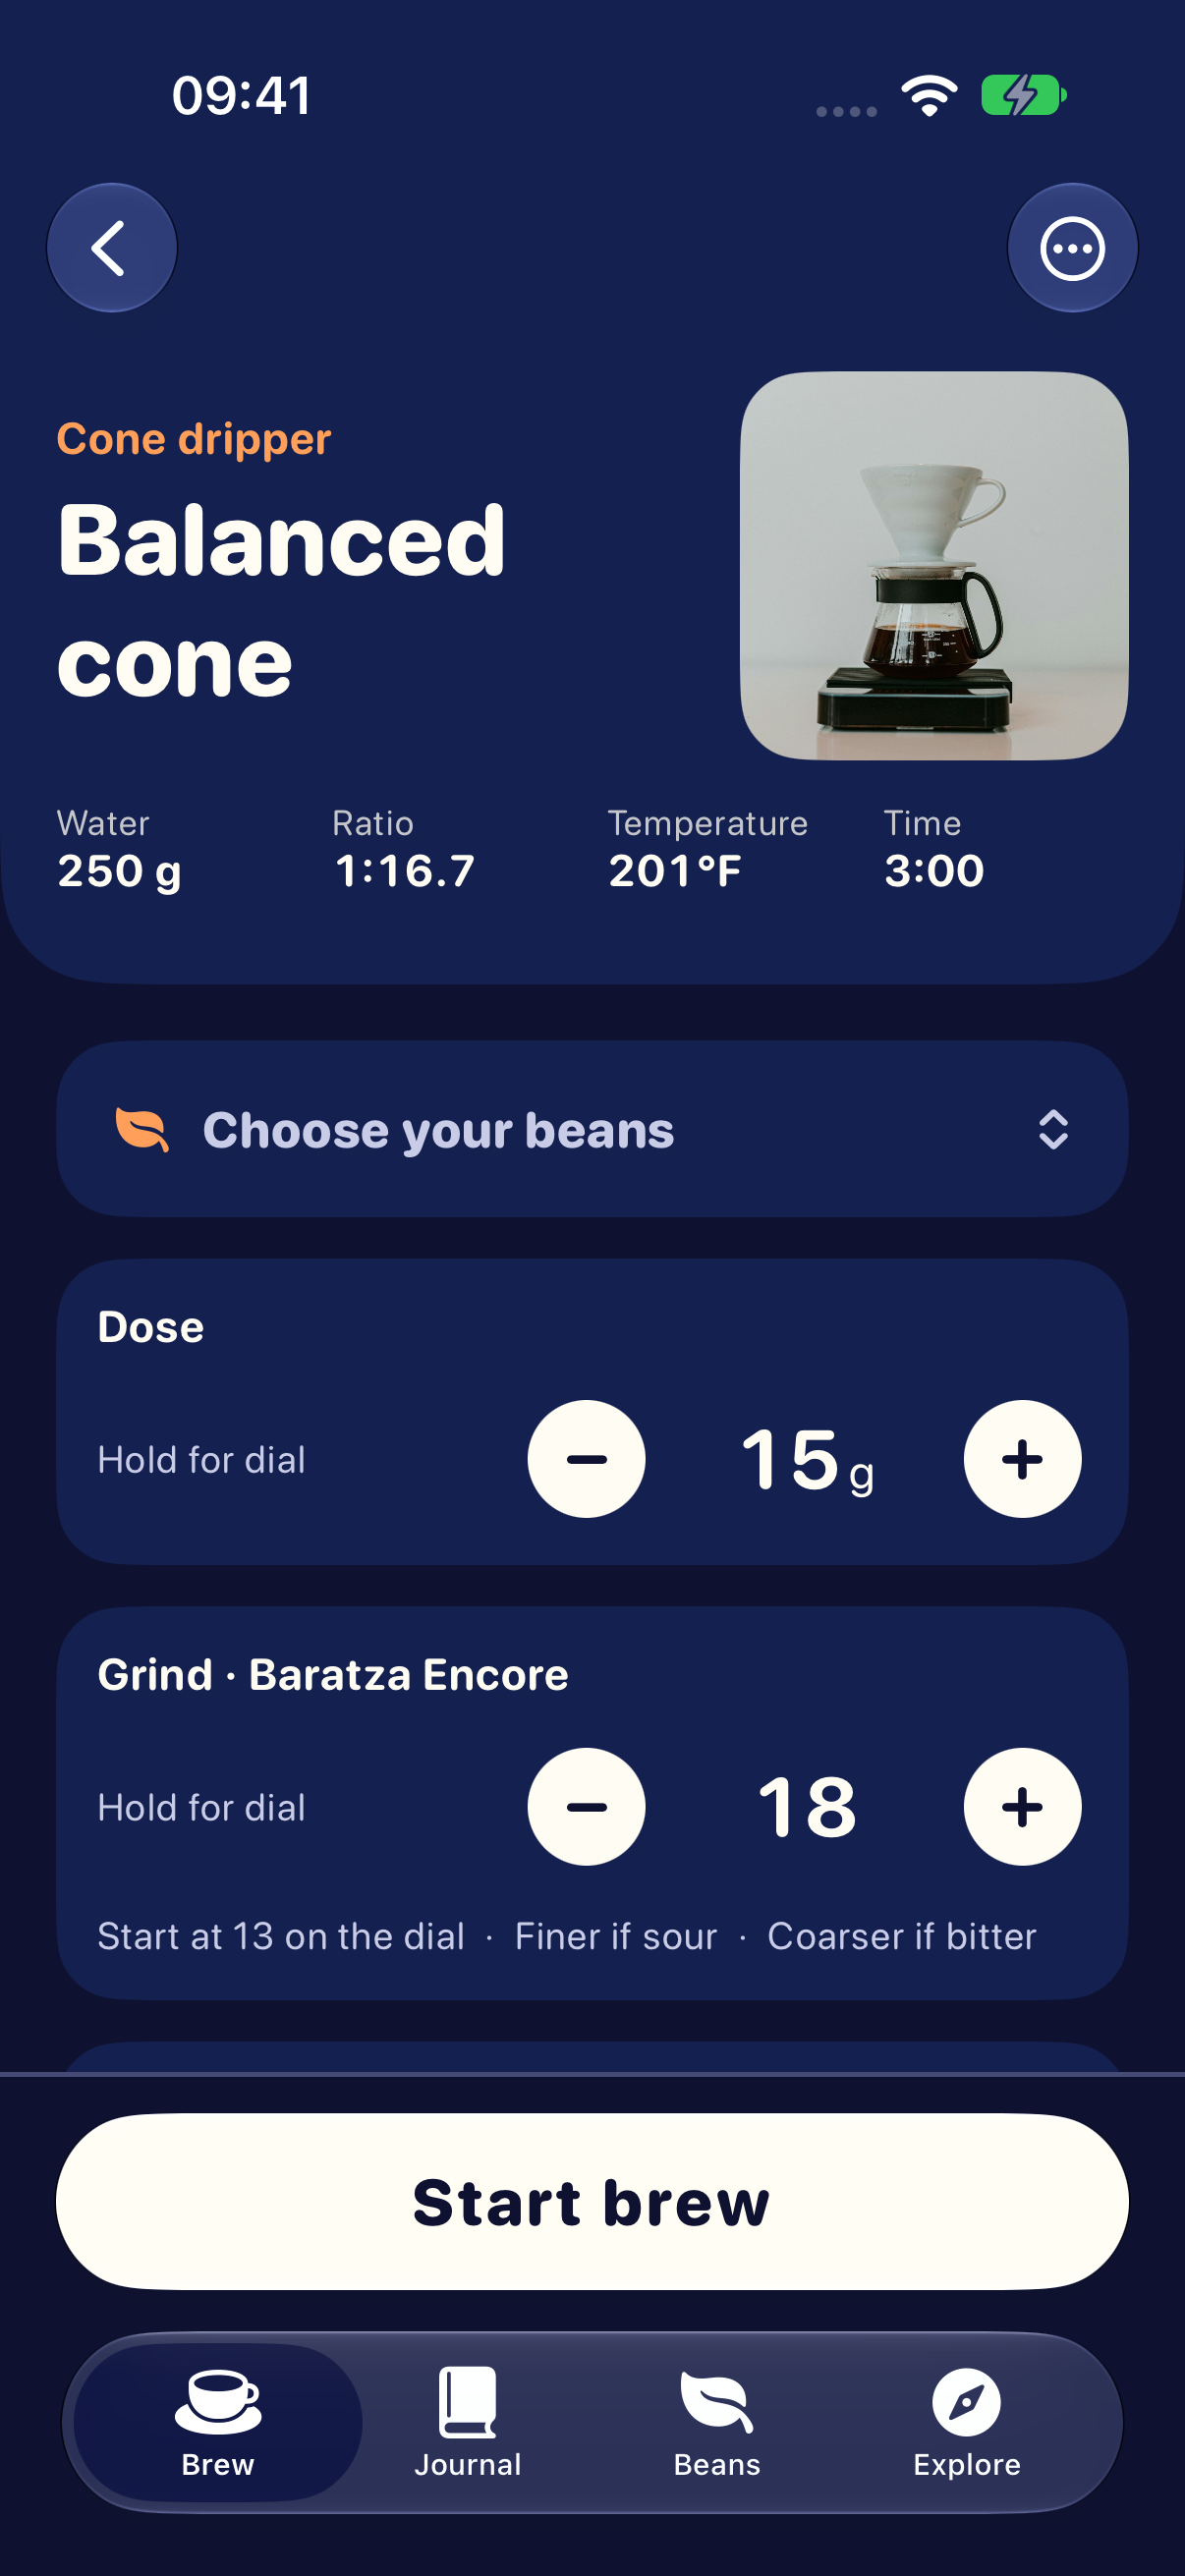 09:41
Cone dripper
Balanced
cone
Water
Ratio
Temperature
Time
250 g
1:16.7
201°F
3:00
Choose your beans
Dose
Hold for dial
15 g
Grind · Baratza Encore
Hold for dial
18
Start at 13 on the dial · Finer if sour · Coarser if bitter
Start brew
Brew
Journal
Beans
Explore